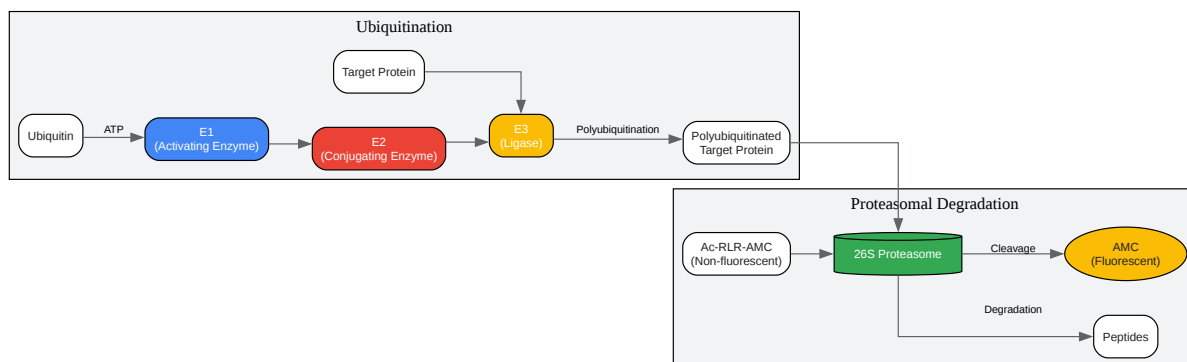 Ubiquitination
Target Protein
Ubiquitin
ATP
E1
(Activating Enzyme)
E2
(Conjugating Enzyme)
E3
(Ligase)
Polyubiquitination
Polyubiquitinated
Target Protein
Proteasomal Degradation
Ac-RLR-AMC
(Non-fluorescent)
26S Proteasome
Cleavage
AMC
(Fluorescent)
Degradation
Peptides